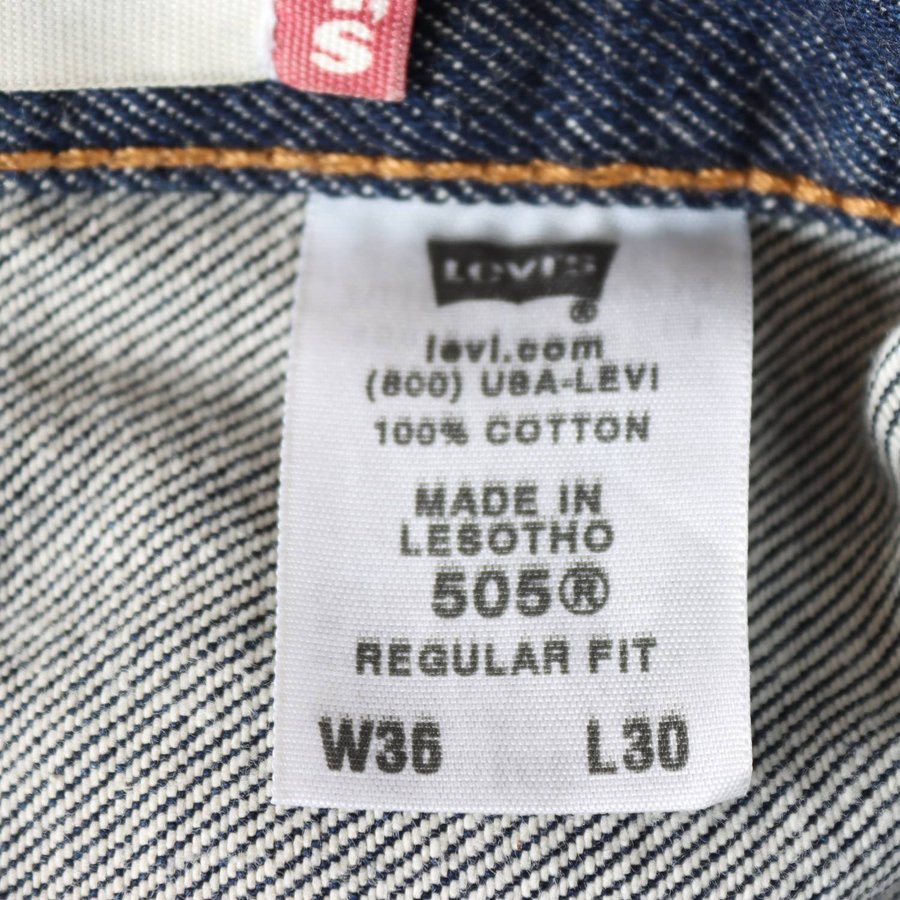 S
LEVI'S
®
levi.com
(800) USA-LEVI
100% COTTON
MADE IN
LESOTHO
505®
REGULAR FIT
W36 L30